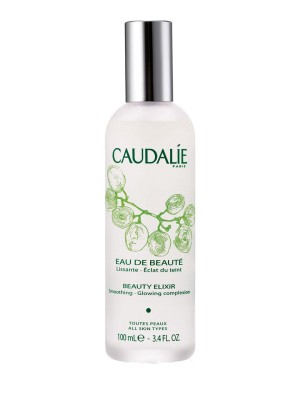 CAUDALÍE
PARIS
EAU DE BEAUTÉ
Lissante - Éclat du teint
BEAUTY ELIXIR
Smoothing - Glowing complexion
TOUTES PEAUX
ALL SKIN TYPES
100 mL ℮ - 3.4 FL. OZ.